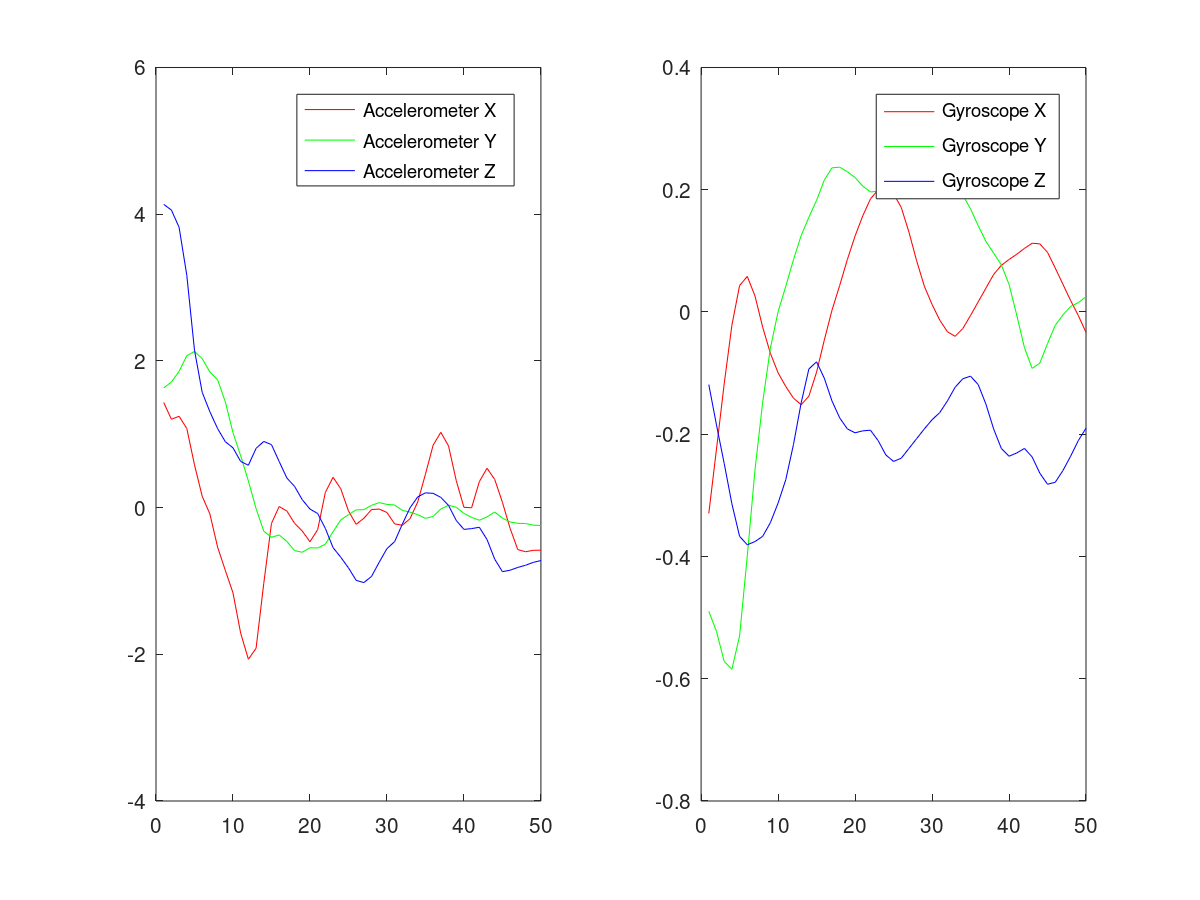 6
4
2
0
-2
-4
0 10 20 30 40 50
Accelerometer X
Accelerometer Y
Accelerometer Z
0.4
0.2
0
-0.2
-0.4
-0.6
-0.8
0 10 20 30 40 50
Gyroscope X
Gyroscope Y
Gyroscope Z